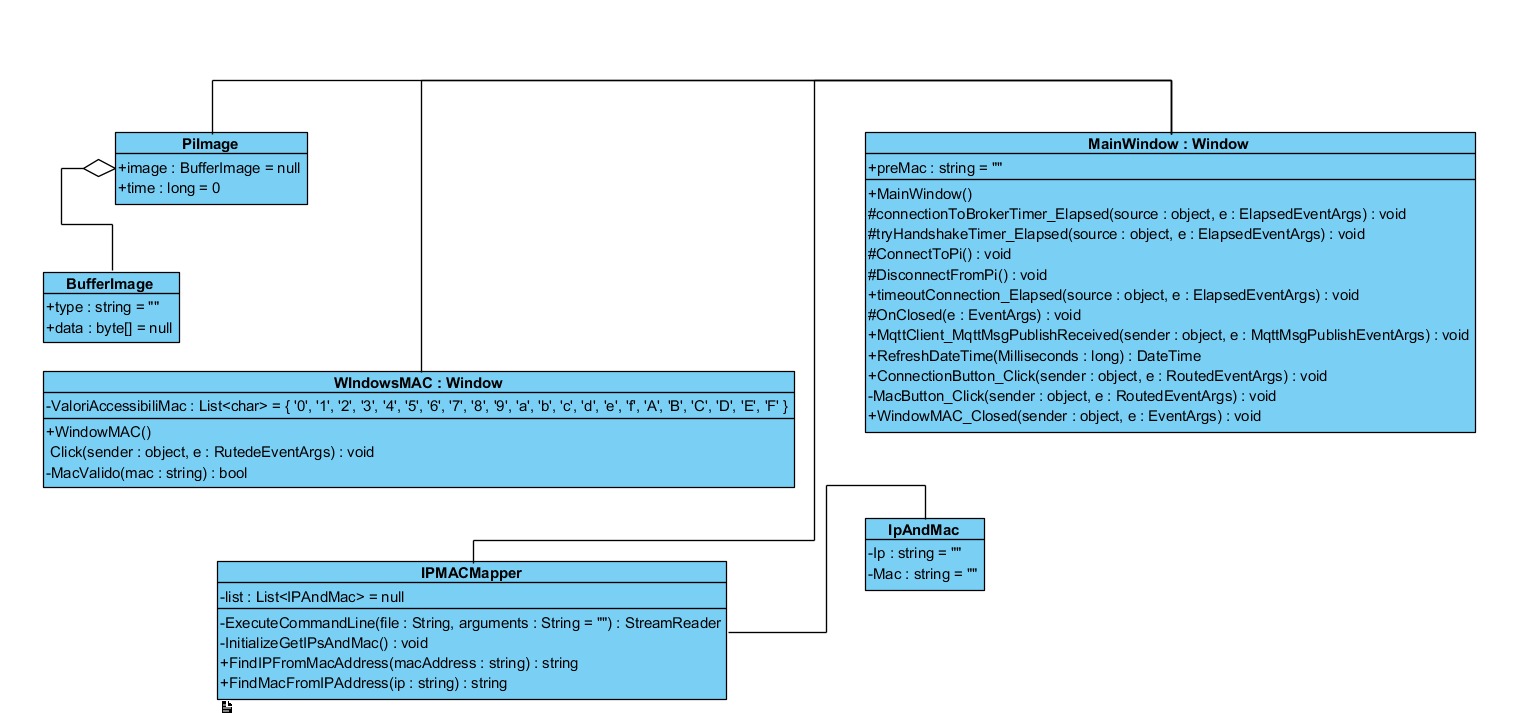 PiImage
+image : BufferImage = null
+time : long = 0
MainWindow : Window
+preMac : string = ""
+MainWindow()
#connectionToBrokerTimer_Elapsed(source : object, e : ElapsedEventArgs) : void
#tryHandshakeTimer_Elapsed(source : object, e : ElapsedEventArgs) : void
#ConnectToPi() : void
#DisconnectFromPi() : void
+timeoutConnection_Elapsed(source : object, e : ElapsedEventArgs) : void
#OnClosed(e : EventArgs) : void
+MqttClient_MqttMsgPublishReceived(sender : object, e : MqttMsgPublishEventArgs) : void
+RefreshDateTime(Milliseconds : long) : DateTime
+ConnectionButton_Click(sender : object, e : RoutedEventArgs) : void
-MacButton_Click(sender : object, e : RoutedEventArgs) : void
+WindowMAC_Closed(sender : object, e : EventArgs) : void
BufferImage
+type : string = ""
+data : byte[] = null
WIndowsMAC : Window
-ValoriAccessibiliMac : List<char> = { '0', '1', '2', '3', '4', '5', '6', '7', '8', '9', 'a', 'b', 'c', 'd', 'e', 'f', 'A', 'B', 'C', 'D', 'E', 'F' }
+WindowMAC()
Click(sender : object, e : RutedeEventArgs) : void
-MacValido(mac : string) : bool
IpAndMac
-Ip : string = ""
-Mac : string = ""
IPMACMapper
-list : List<IPAndMac> = null
-ExecuteCommandLine(file : String, arguments : String = "") : StreamReader
-InitializeGetIPsAndMac() : void
+FindIPFromMacAddress(macAddress : string) : string
+FindMacFromIPAddress(ip : string) : string